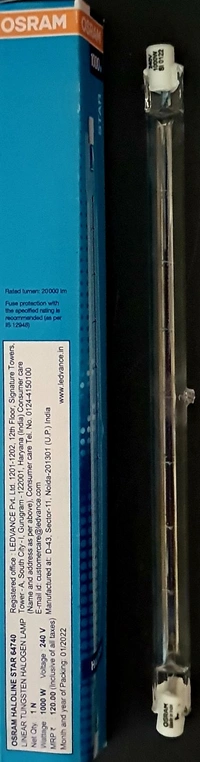 OSRAM
1000
STAR
Rated lumen: 20000 lm
Fuse protection with
the specified rating is
recommended (as per
IS 12948)
OSRAM HALOLINE STAR 64740
LINEAR TUNGSTEN HALOGEN LAMP
Net Qty. 1 N
Wattage 1000 W Voltage 240 V
MRP ₹ 120.00 (Inclusive of all taxes)
Month and year of Packing: 01/2022
Registered office - LEDVANCE Pvt. Ltd. 1201-1202, 12th Floor, Signature Towers,
Tower - A, South City - I, Gurugram - 122001, Haryana (India) Consumer care
(Name and address as per above), Consumer care Tel. No. 0124-4150100
E-mail id: customercare@ledvance.com
Manufactured at: D-43, Sector-11, Noida-201301 (U.P.) India
www.ledvance.in
240V
1000W
BI 0122
OSRAM